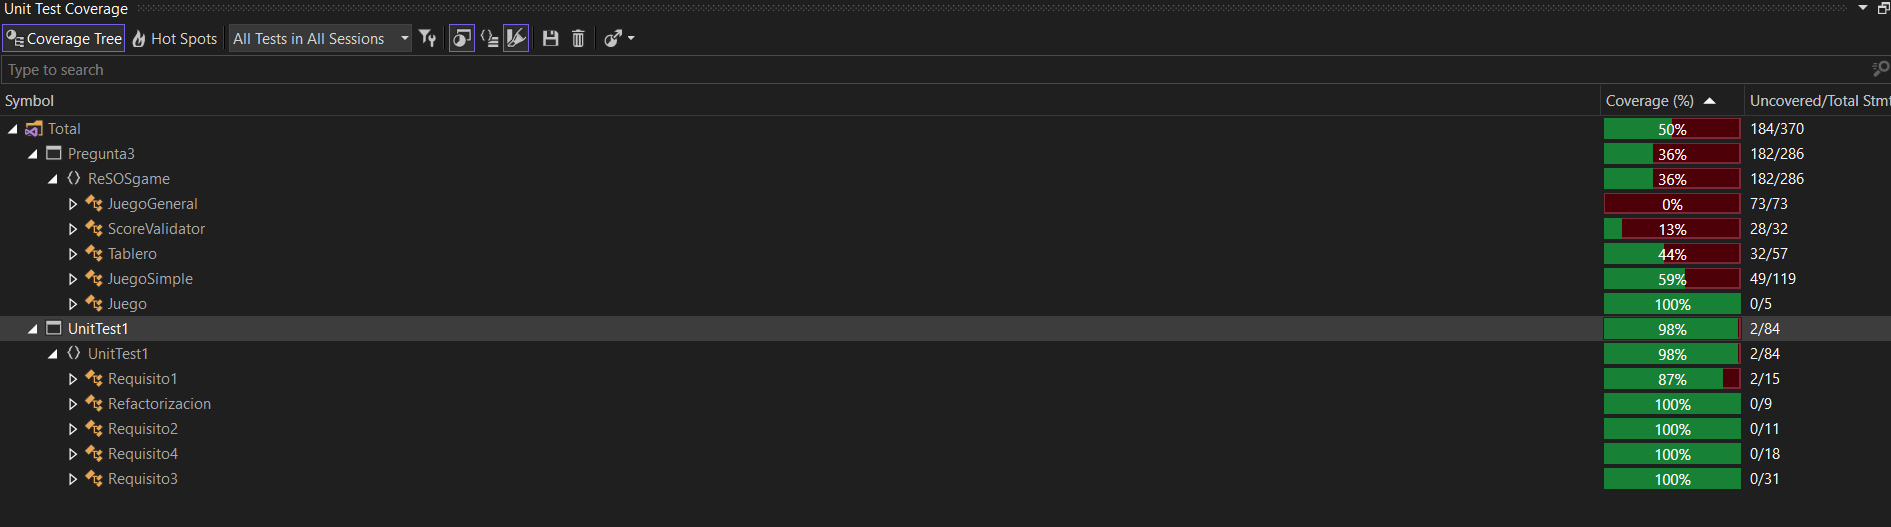 Unit Test Coverage
Coverage Tree Hot Spots All Tests in All Sessions
Type to search
Symbol Coverage (%) Uncovered/Total Stmt
Total 50% 184/370
Pregunta3 36% 182/286
ReSOSgame 36% 182/286
JuegoGeneral 0% 73/73
ScoreValidator 13% 28/32
Tablero 44% 32/57
JuegoSimple 59% 49/119
Juego 100% 0/5
UnitTest1 98% 2/84
UnitTest1 98% 2/84
Requisito1 87% 2/15
Refactorizacion 100% 0/9
Requisito2 100% 0/11
Requisito4 100% 0/18
Requisito3 100% 0/31